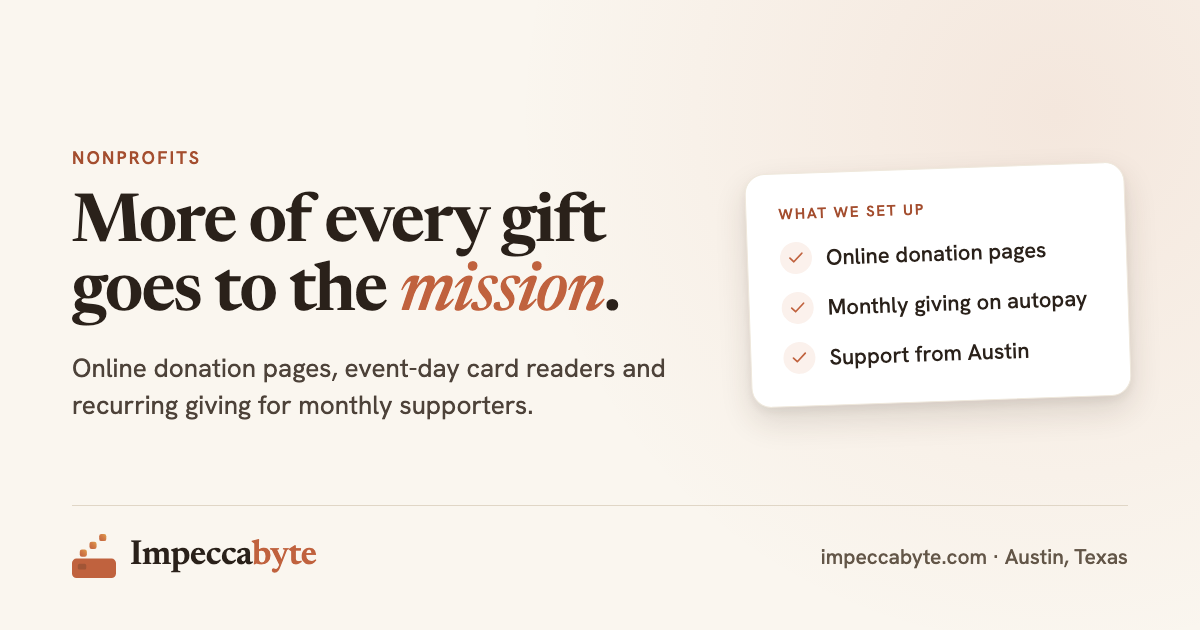 NONPROFITS
More of every gift
goes to the mission.
Online donation pages, event-day card readers and
recurring giving for monthly supporters.
WHAT WE SET UP
Online donation pages
Monthly giving on autopay
Support from Austin
Impeccabyte
impeccabyte.com · Austin, Texas